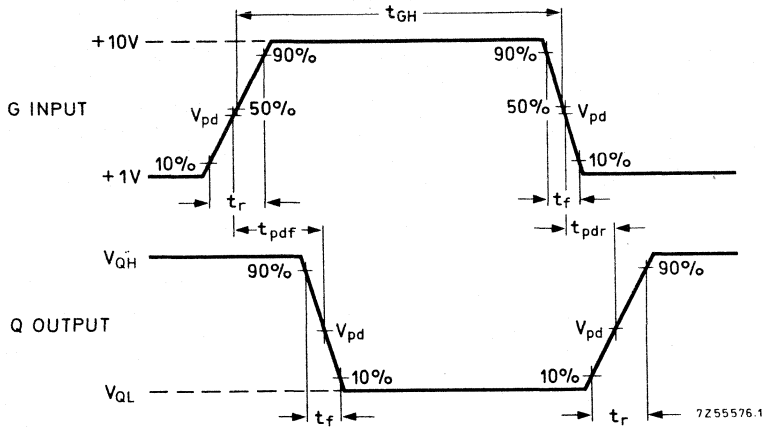 tGH
+10V
90% 90%
G INPUT
Vpd 50% 50% Vpd
10% 10%
+1V
tr tf
tpdf tpdr
VQH
90% 90%
Q OUTPUT
Vpd Vpd
10% 10%
VQL
tf tr
7Z55576.1